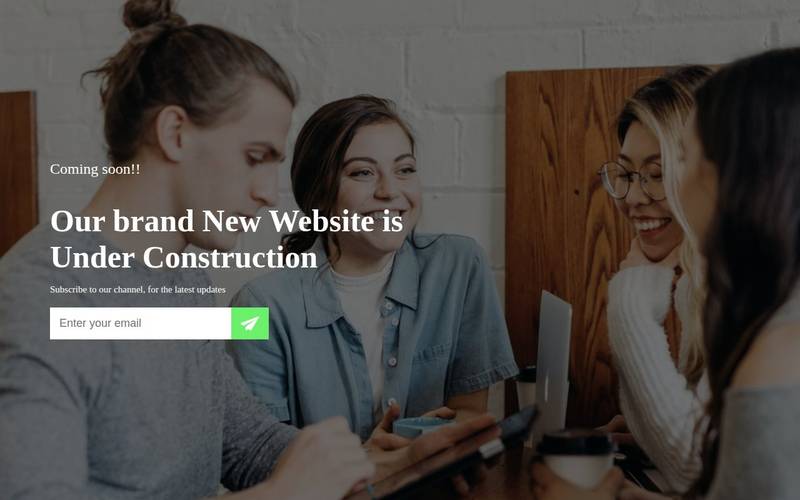 Coming soon!!
Our brand New Website is
Under Construction
Subscribe to our channel, for the latest updates
Enter your email